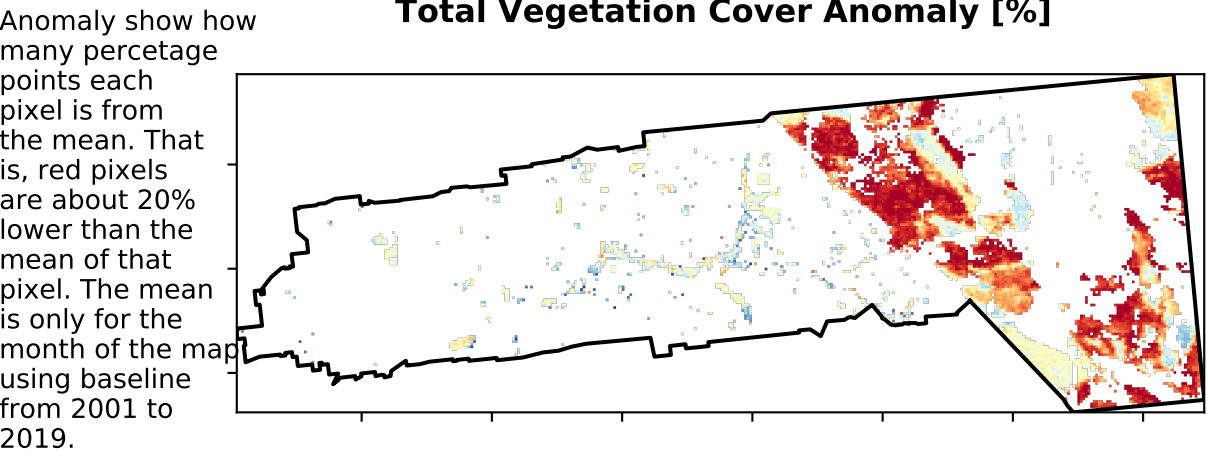 Total Vegetation Cover Anomaly [%]
Anomaly show how
many percetage
points each
pixel is from
the mean. That
is, red pixels
are about 20%
lower than the
mean of that
pixel. The mean
is only for the
month of the map
using baseline
from 2001 to
2019.